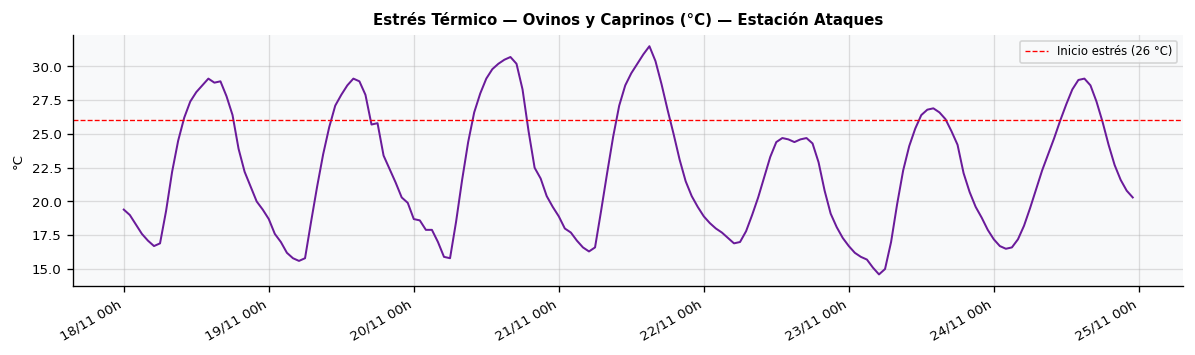 Estrés Térmico — Ovinos y Caprinos (°C) — Estación Ataques
Inicio estrés (26 °C)
°C
30.0
27.5
25.0
22.5
20.0
17.5
15.0
18/11 00h
19/11 00h
20/11 00h
21/11 00h
22/11 00h
23/11 00h
24/11 00h
25/11 00h